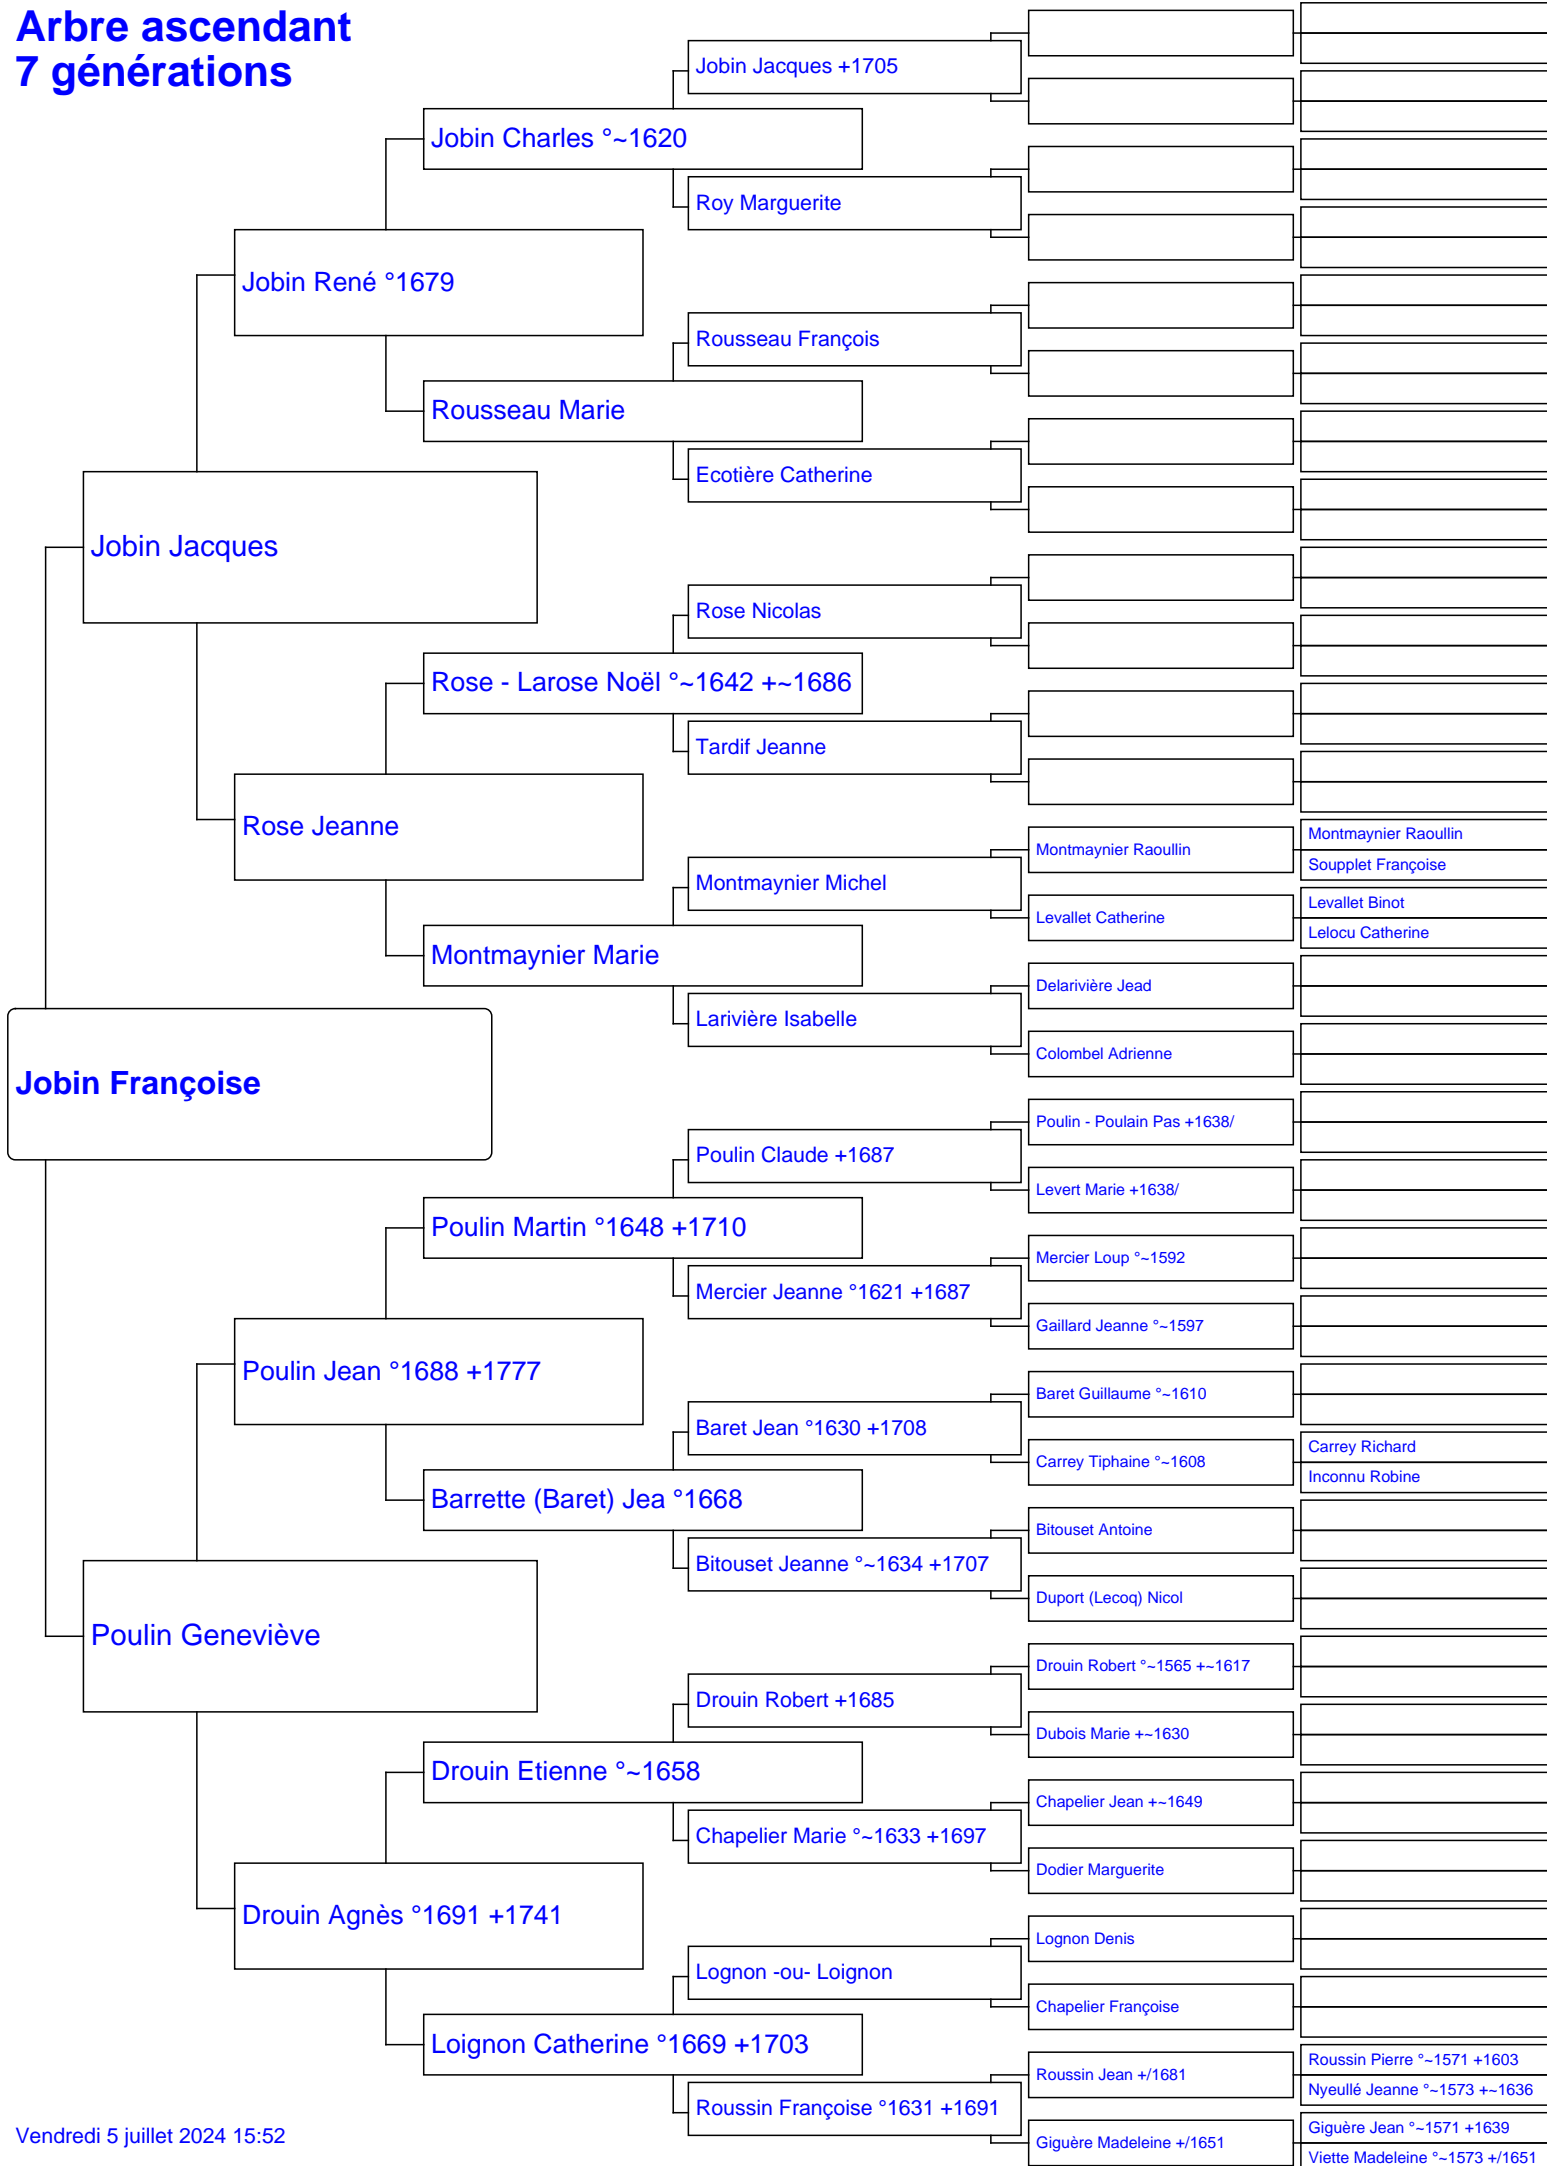 Arbre ascendant
7 générations
Jobin Jacques +1705
Jobin Charles °~1620
Roy Marguerite
Jobin René °1679
Rousseau François
Rousseau Marie
Ecotière Catherine
Jobin Jacques
Rose Nicolas
Rose - Larose Noël °~1642 +~1686
Tardif Jeanne
Rose Jeanne
Montmaynier Raoullin
Montmaynier Raoullin
Soupplet Françoise
Montmaynier Michel
Levallet Catherine
Levallet Binot
Lelocu Catherine
Montmaynier Marie
Delarivière Jead
Larivière Isabelle
Colombel Adrienne
Jobin Françoise
Poulin - Poulain Pas +1638/
Poulin Claude +1687
Levert Marie +1638/
Poulin Martin °1648 +1710
Mercier Loup °~1592
Mercier Jeanne °1621 +1687
Gaillard Jeanne °~1597
Poulin Jean °1688 +1777
Baret Guillaume °~1610
Baret Jean °1630 +1708
Carrey Tiphaine °~1608
Carrey Richard
Inconnu Robine
Barrette (Baret) Jea °1668
Bitouset Antoine
Bitouset Jeanne °~1634 +1707
Duport (Lecoq) Nicol
Poulin Geneviève
Drouin Robert °~1565 +~1617
Drouin Robert +1685
Dubois Marie +~1630
Drouin Etienne °~1658
Chapelier Jean +~1649
Chapelier Marie °~1633 +1697
Dodier Marguerite
Drouin Agnès °1691 +1741
Lognon Denis
Lognon -ou- Loignon
Chapelier Françoise
Loignon Catherine °1669 +1703
Roussin Jean +/1681
Roussin Pierre °~1571 +1603
Nyeullé Jeanne °~1573 +~1636
Roussin Françoise °1631 +1691
Giguère Madeleine +/1651
Giguère Jean °~1571 +1639
Viette Madeleine °~1573 +/1651
Vendredi 5 juillet 2024 15:52